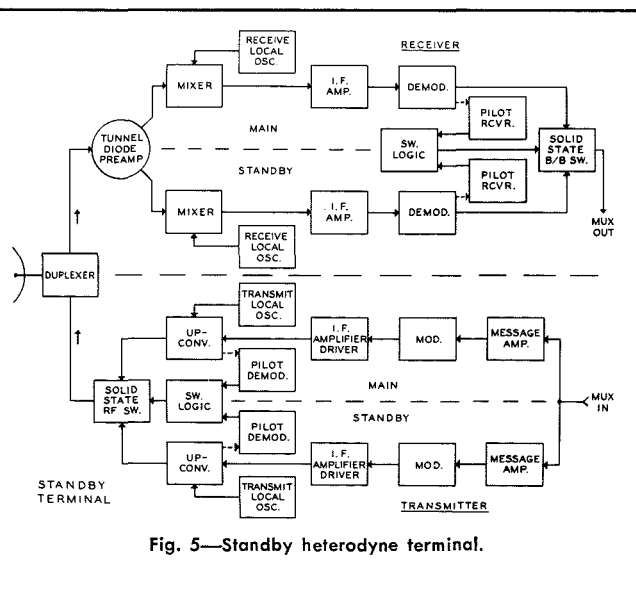 RECEIVE
LOCAL
OSC.
RECEIVER
MIXER
I.F.
AMP.
DEMOD.
PILOT
RCVR.
TUNNEL
DIODE
PREAMP
MAIN
SW.
LOGIC
SOLID
STATE
B/B SW.
STANDBY
PILOT
RCVR.
MIXER
I.F.
AMP.
DEMOD.
MUX
OUT
RECEIVE
LOCAL
OSC.
DUPLEXER
TRANSMIT
LOCAL
OSC.
UP-
CONV.
I.F.
AMPLIFIER
DRIVER
MOD.
MESSAGE
AMP.
PILOT
DEMOD.
MAIN
SOLID
STATE
RF SW.
SW.
LOGIC
MUX
IN
STANDBY
PILOT
DEMOD.
UP-
CONV.
I.F.
AMPLIFIER
DRIVER
MOD.
MESSAGE
AMP.
STANDBY
TERMINAL
TRANSMIT
LOCAL
OSC.
TRANSMITTER
Fig. 5—Standby heterodyne terminal.